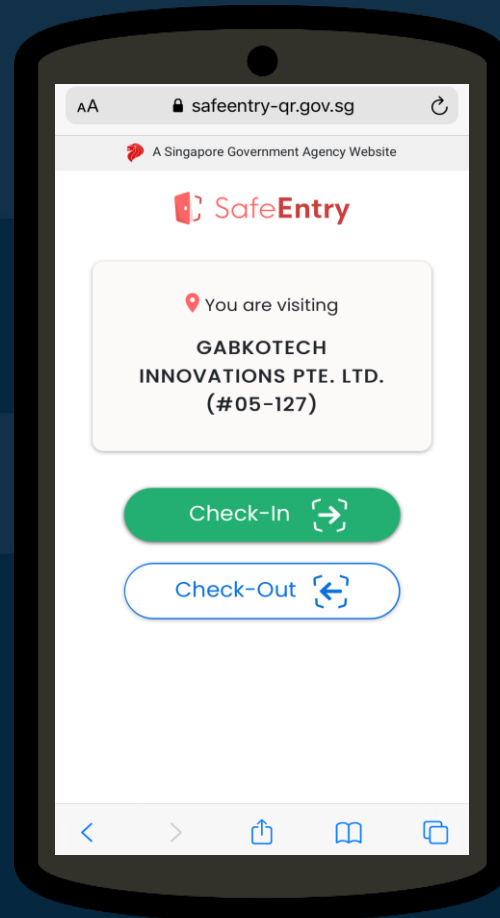 AA safeentry-qr.gov.sg
A Singapore Government Agency Website
SafeEntry
You are visiting
GABKOTECH
INNOVATIONS PTE. LTD.
(#05-127)
Check-In
Check-Out